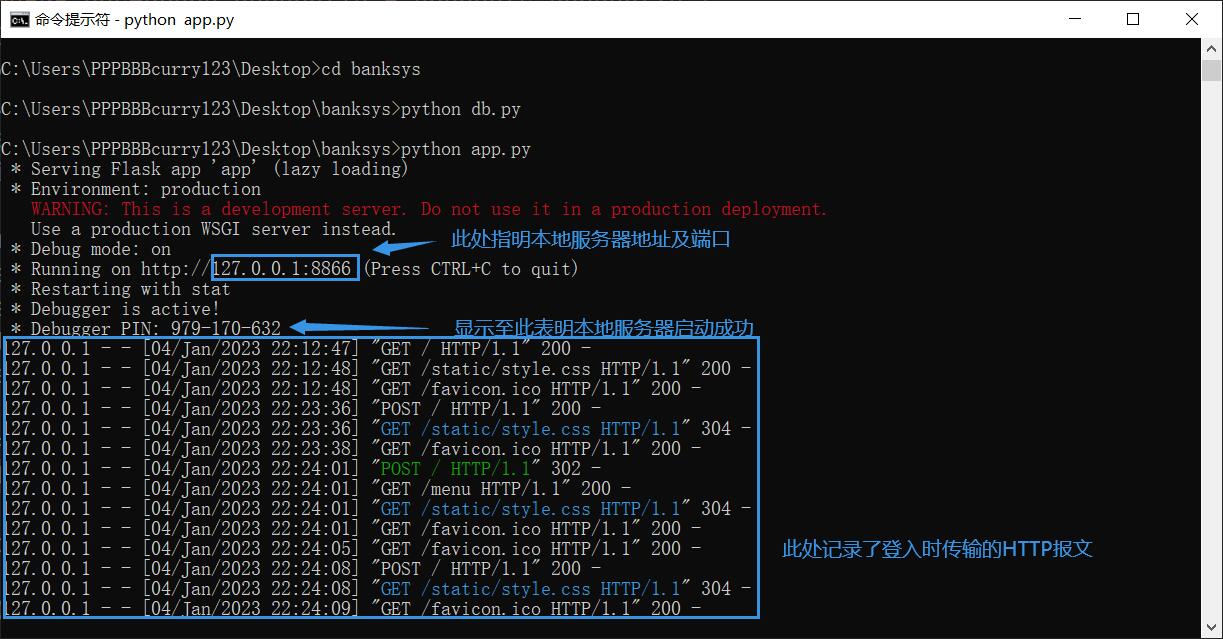 命令提示符 - python  app.py
C:\Users\PPPBBBcurry123\Desktop>cd banksys
C:\Users\PPPBBBcurry123\Desktop\banksys>python db.py
C:\Users\PPPBBBcurry123\Desktop\banksys>python app.py
* Serving Flask app 'app' (lazy loading)
* Environment: production
WARNING: This is a development server. Do not use it in a production deployment.
Use a production WSGI server instead.
* Debug mode: on
此处指明本地服务器地址及端口
* Running on http://127.0.0.1:8866 (Press CTRL+C to quit)
* Restarting with stat
* Debugger is active!
* Debugger PIN: 979-170-632
显示至此表明本地服务器启动成功
127.0.0.1 - - [04/Jan/2023 22:12:47] "GET / HTTP/1.1" 200 -
127.0.0.1 - - [04/Jan/2023 22:12:48] "GET /static/style.css HTTP/1.1" 200 -
127.0.0.1 - - [04/Jan/2023 22:12:48] "GET /favicon.ico HTTP/1.1" 200 -
127.0.0.1 - - [04/Jan/2023 22:23:36] "POST / HTTP/1.1" 200 -
127.0.0.1 - - [04/Jan/2023 22:23:36] "GET /static/style.css HTTP/1.1" 304 -
127.0.0.1 - - [04/Jan/2023 22:23:38] "GET /favicon.ico HTTP/1.1" 200 -
127.0.0.1 - - [04/Jan/2023 22:24:01] "POST / HTTP/1.1" 302 -
127.0.0.1 - - [04/Jan/2023 22:24:01] "GET /menu HTTP/1.1" 200 -
127.0.0.1 - - [04/Jan/2023 22:24:01] "GET /static/style.css HTTP/1.1" 304 -
127.0.0.1 - - [04/Jan/2023 22:24:01] "GET /favicon.ico HTTP/1.1" 200 -
127.0.0.1 - - [04/Jan/2023 22:24:05] "GET /favicon.ico HTTP/1.1" 200 -
此处记录了登入时传输的HTTP报文
127.0.0.1 - - [04/Jan/2023 22:24:08] "POST / HTTP/1.1" 200 -
127.0.0.1 - - [04/Jan/2023 22:24:08] "GET /static/style.css HTTP/1.1" 304 -
127.0.0.1 - - [04/Jan/2023 22:24:09] "GET /favicon.ico HTTP/1.1" 200 -